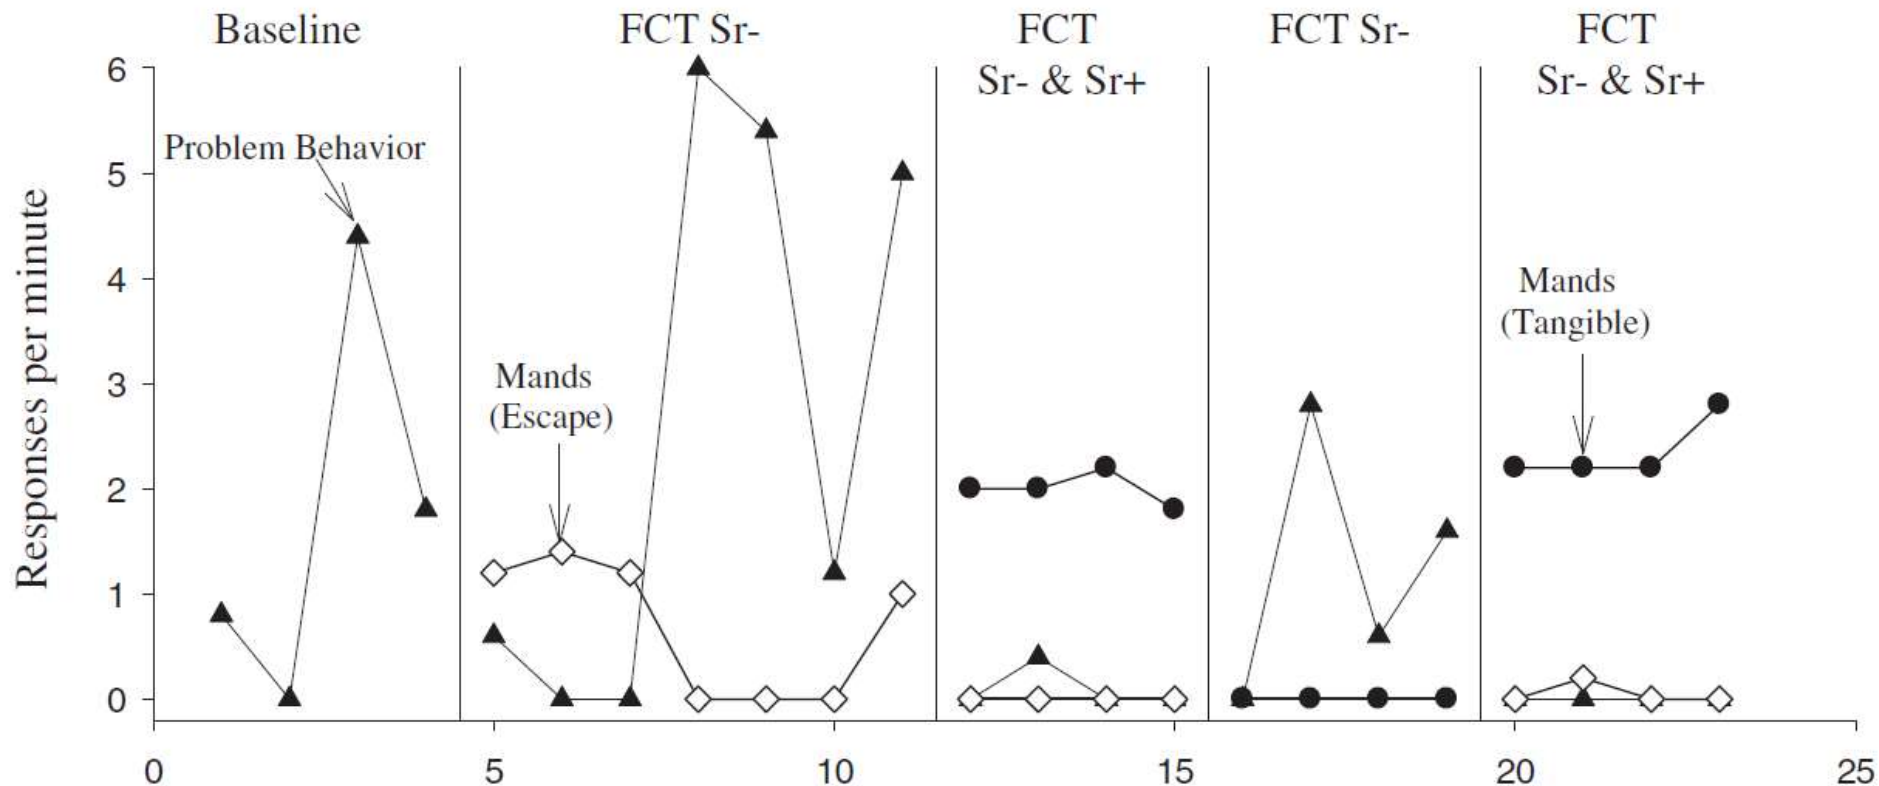 Baseline
FCT Sr-
FCT
Sr- & Sr+
FCT Sr-
FCT
Sr- & Sr+
Problem Behavior
Mands
(Escape)
Mands
(Tangible)
Responses per minute
6
5
4
3
2
1
0
0
5
10
15
20
25